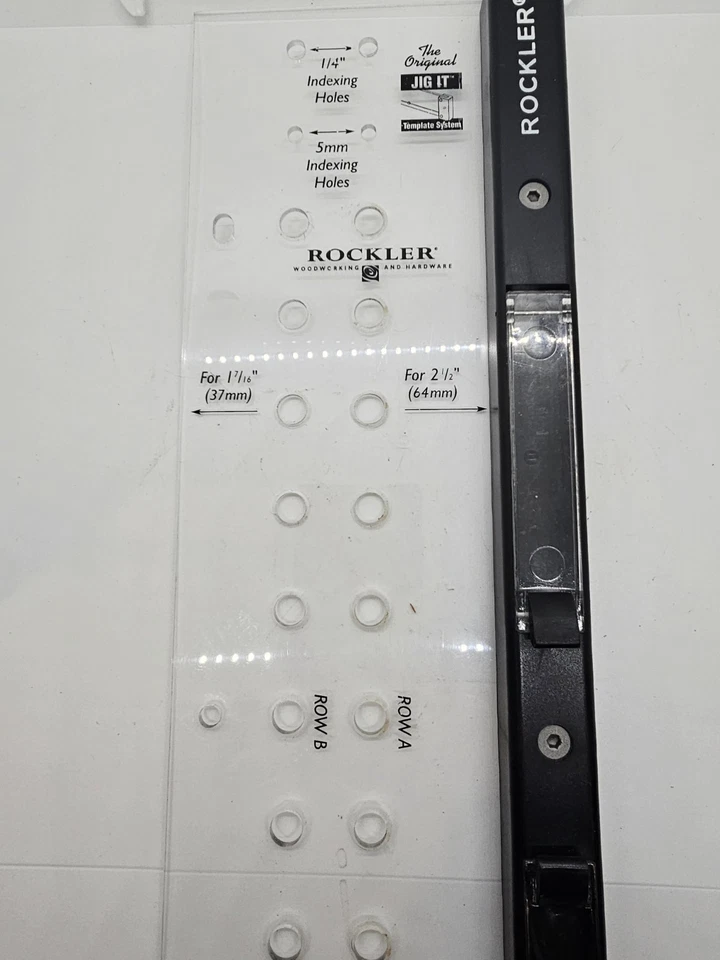 ROCKLER®
The
Original
JIG IT™
Template System
1/4"
Indexing
Holes
5mm
Indexing
Holes
ROCKLER®
WOODWORKING AND HARDWARE
For 1 7/16"
(37mm)
For 2 1/2"
(64mm)
ROW B
ROW A